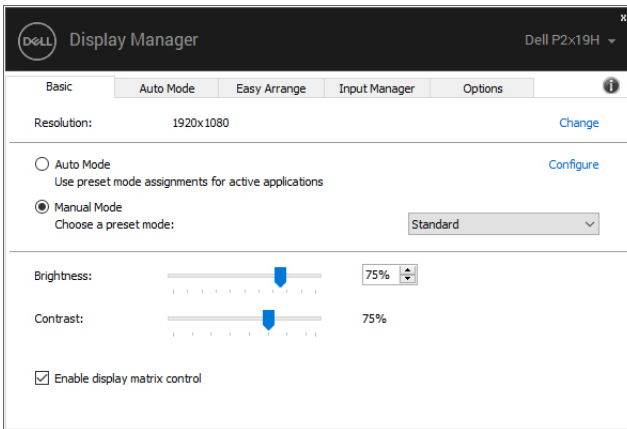 x
DELL Display Manager Dell P2x19H
Basic Auto Mode Easy Arrange Input Manager Options i
Resolution: 1920x1080 Change
Auto Mode Configure
Use preset mode assignments for active applications
Manual Mode
Choose a preset mode: Standard
Brightness: 75%
Contrast: 75%
Enable display matrix control